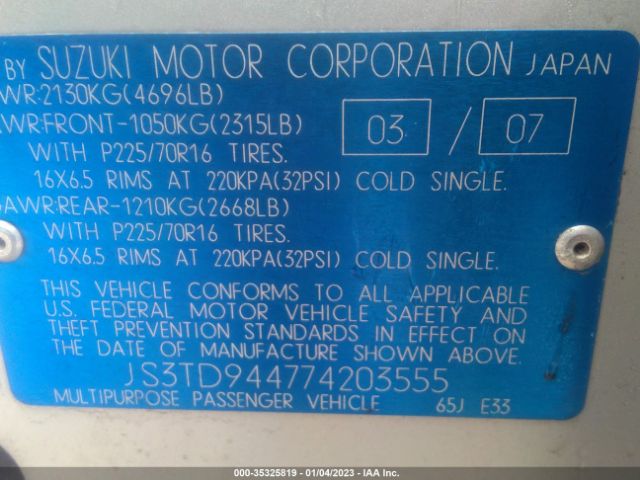 BY SUZUKI MOTOR CORPORATION JAPAN
WR:2130KG(4696LB)
WR:FRONT-1050KG(2315LB) 03 / 07
WITH P225/70R16 TIRES.
16X6.5 RIMS AT 220KPA(32PSI) COLD SINGLE.
AWR:REAR-1210KG(2668LB)
WITH P225/70R16 TIRES.
16X6.5 RIMS AT 220KPA(32PSI) COLD SINGLE.
THIS VEHICLE CONFORMS TO ALL APPLICABLE
U.S. FEDERAL MOTOR VEHICLE SAFETY AND
THEFT PREVENTION STANDARDS IN EFFECT ON
THE DATE OF MANUFACTURE SHOWN ABOVE.
JS3TD944774203555
MULTIPURPOSE PASSENGER VEHICLE 65J E33
000-35325819 - 01/04/2023 - IAA Inc.